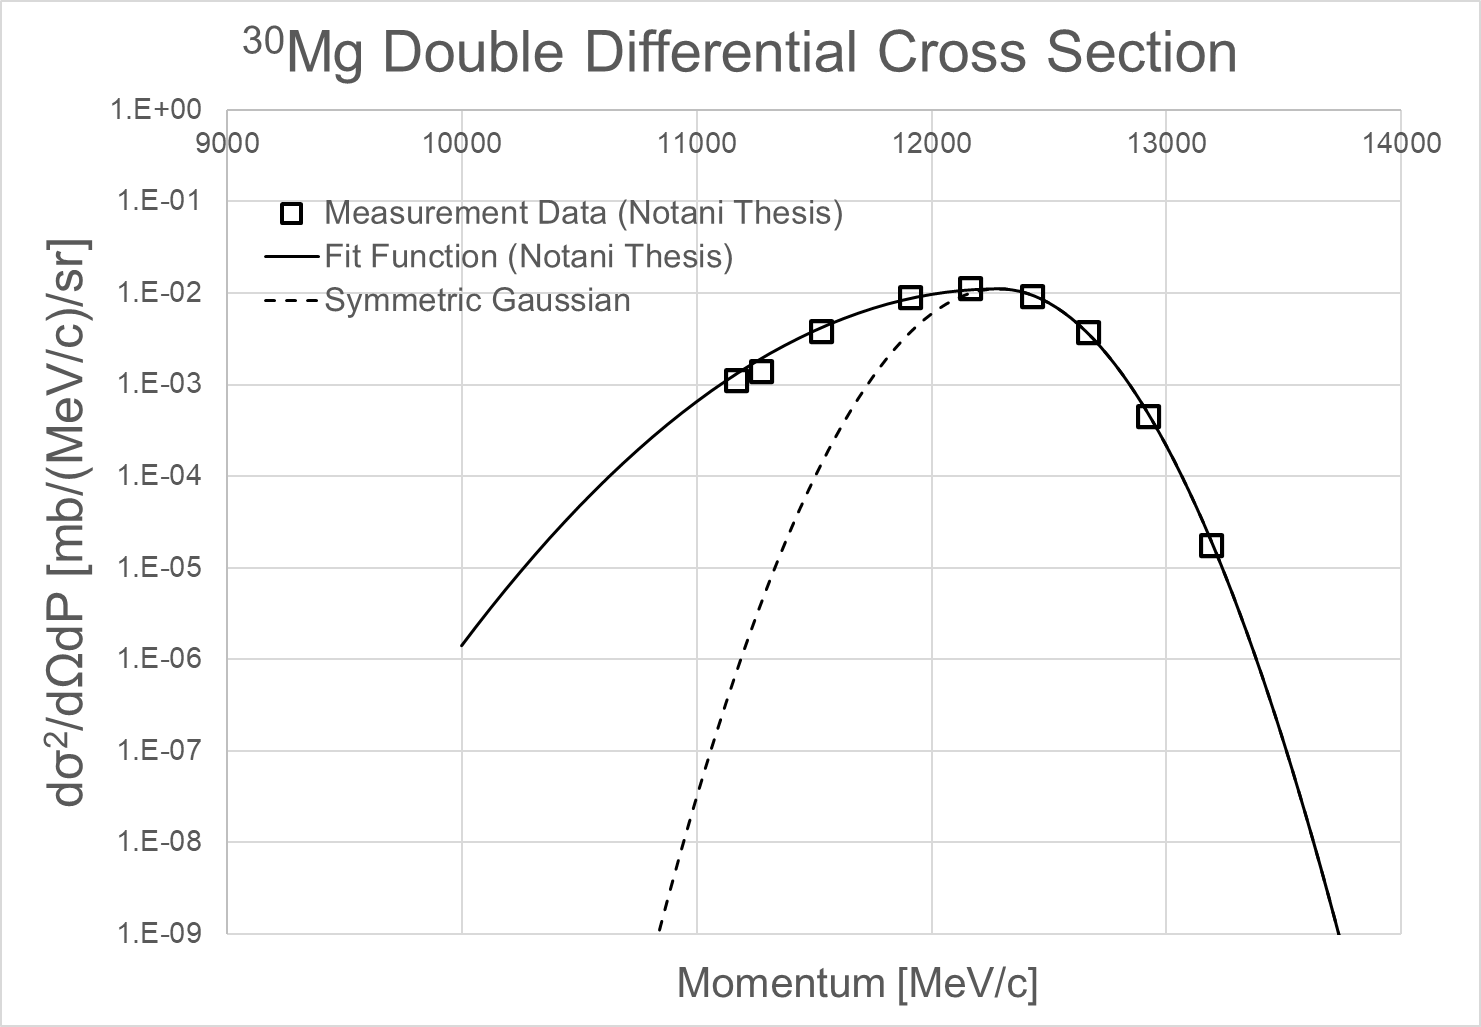 ³⁰Mg Double Differential Cross Section
1.E+00
9000 10000 11000 12000 13000 14000
1.E-01
Measurement Data (Notani Thesis)
Fit Function (Notani Thesis)
1.E-02
Symmetric Gaussian
1.E-03
1.E-04
1.E-05
1.E-06
1.E-07
1.E-08
1.E-09
dσ²/dΩdP [mb/(MeV/c)/sr]
Momentum [MeV/c]